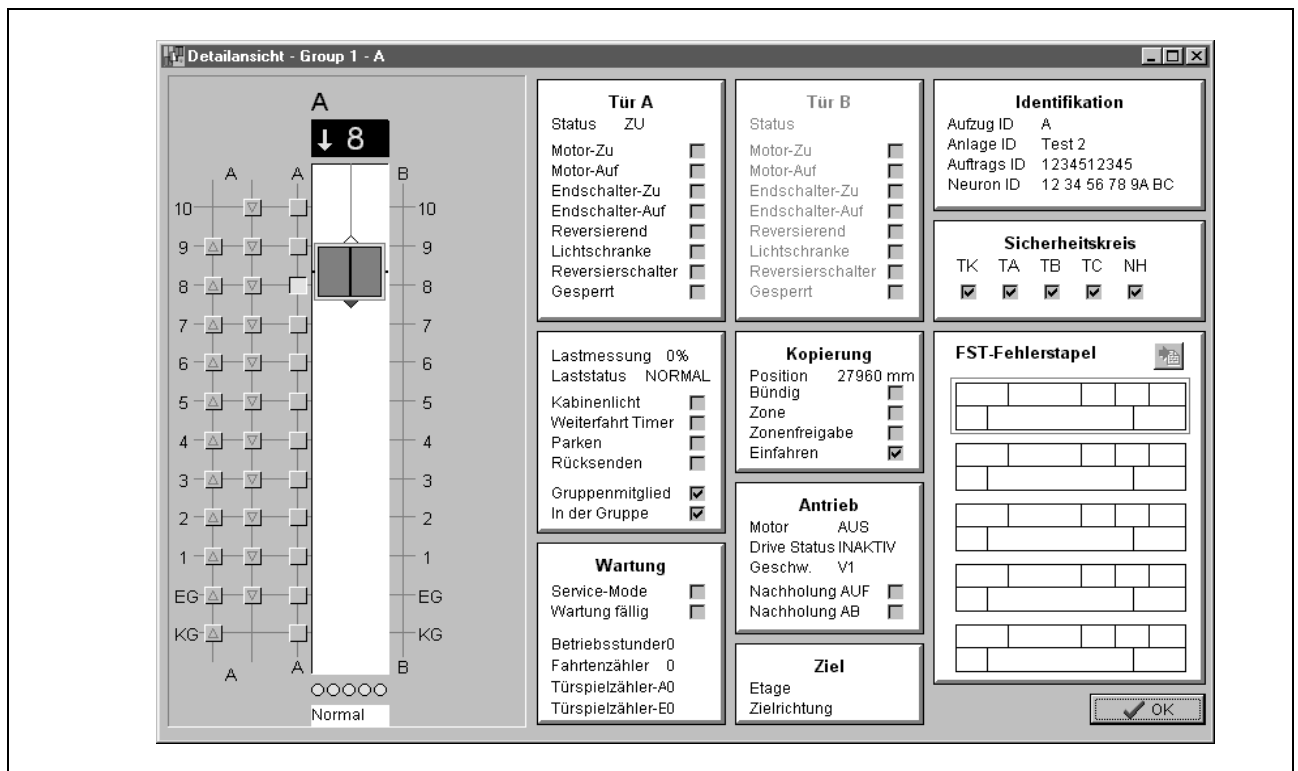 Detailansicht - Group 1 - A
A
↓ 8
A A B
10 10
9 9
8 8
7 7
6 6
5 5
4 4
3 3
2 2
1 1
EG EG
KG KG
A A B
Normal
Tür A
Status ZU
Motor-Zu
Motor-Auf
Endschalter-Zu
Endschalter-Auf
Reversierend
Lichtschranke
Reversierschalter
Gesperrt
Tür B
Status
Motor-Zu
Motor-Auf
Endschalter-Zu
Endschalter-Auf
Reversierend
Lichtschranke
Reversierschalter
Gesperrt
Identifikation
Aufzug ID A
Anlage ID Test 2
Auftrags ID 1234512345
Neuron ID 12 34 56 78 9A BC
Sicherheitskreis
TK TA TB TC NH
Lastmessung 0%
Laststatus NORMAL
Kabinenlicht
Weiterfahrt Timer
Parken
Rücksenden
Gruppenmitglied
In der Gruppe
Kopierung
Position 27960 mm
Bündig
Zone
Zonenfreigabe
Einfahren
FST-Fehlerstapel
Antrieb
Motor AUS
Drive Status INAKTIV
Geschw. V1
Nachholung AUF
Nachholung AB
Wartung
Service-Mode
Wartung fällig
Betriebsstunder0
Fahrtenzähler 0
Türspielzähler-A0
Türspielzähler-E0
Ziel
Etage
Zielrichtung
OK